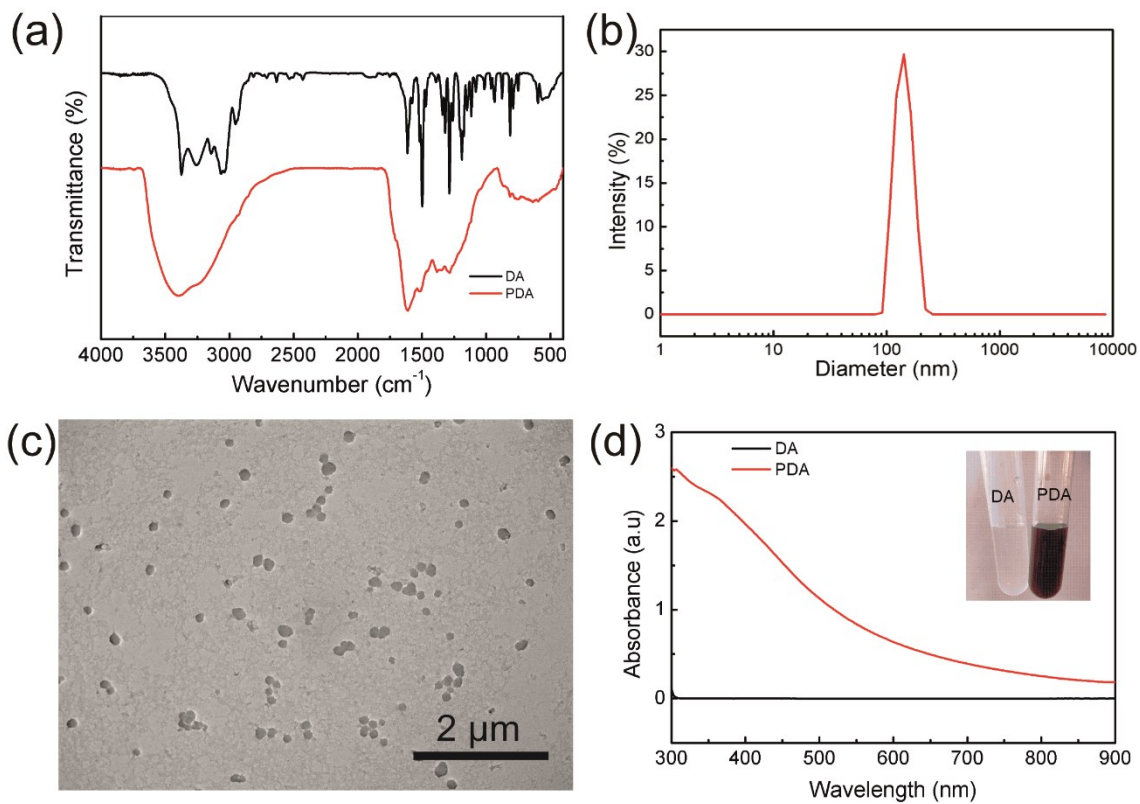 (a)
Transmittance (%)
DA
PDA
4000 3500 3000 2500 2000 1500 1000 500
Wavenumber (cm⁻¹)
(b)
Intensity (%)
30
25
20
15
10
5
0
1 10 100 1000 10000
Diameter (nm)
(c)
2 μm
(d)
Absorbance (a.u)
3
2
1
0
DA
PDA
DA PDA
300 400 500 600 700 800 900
Wavelength (nm)